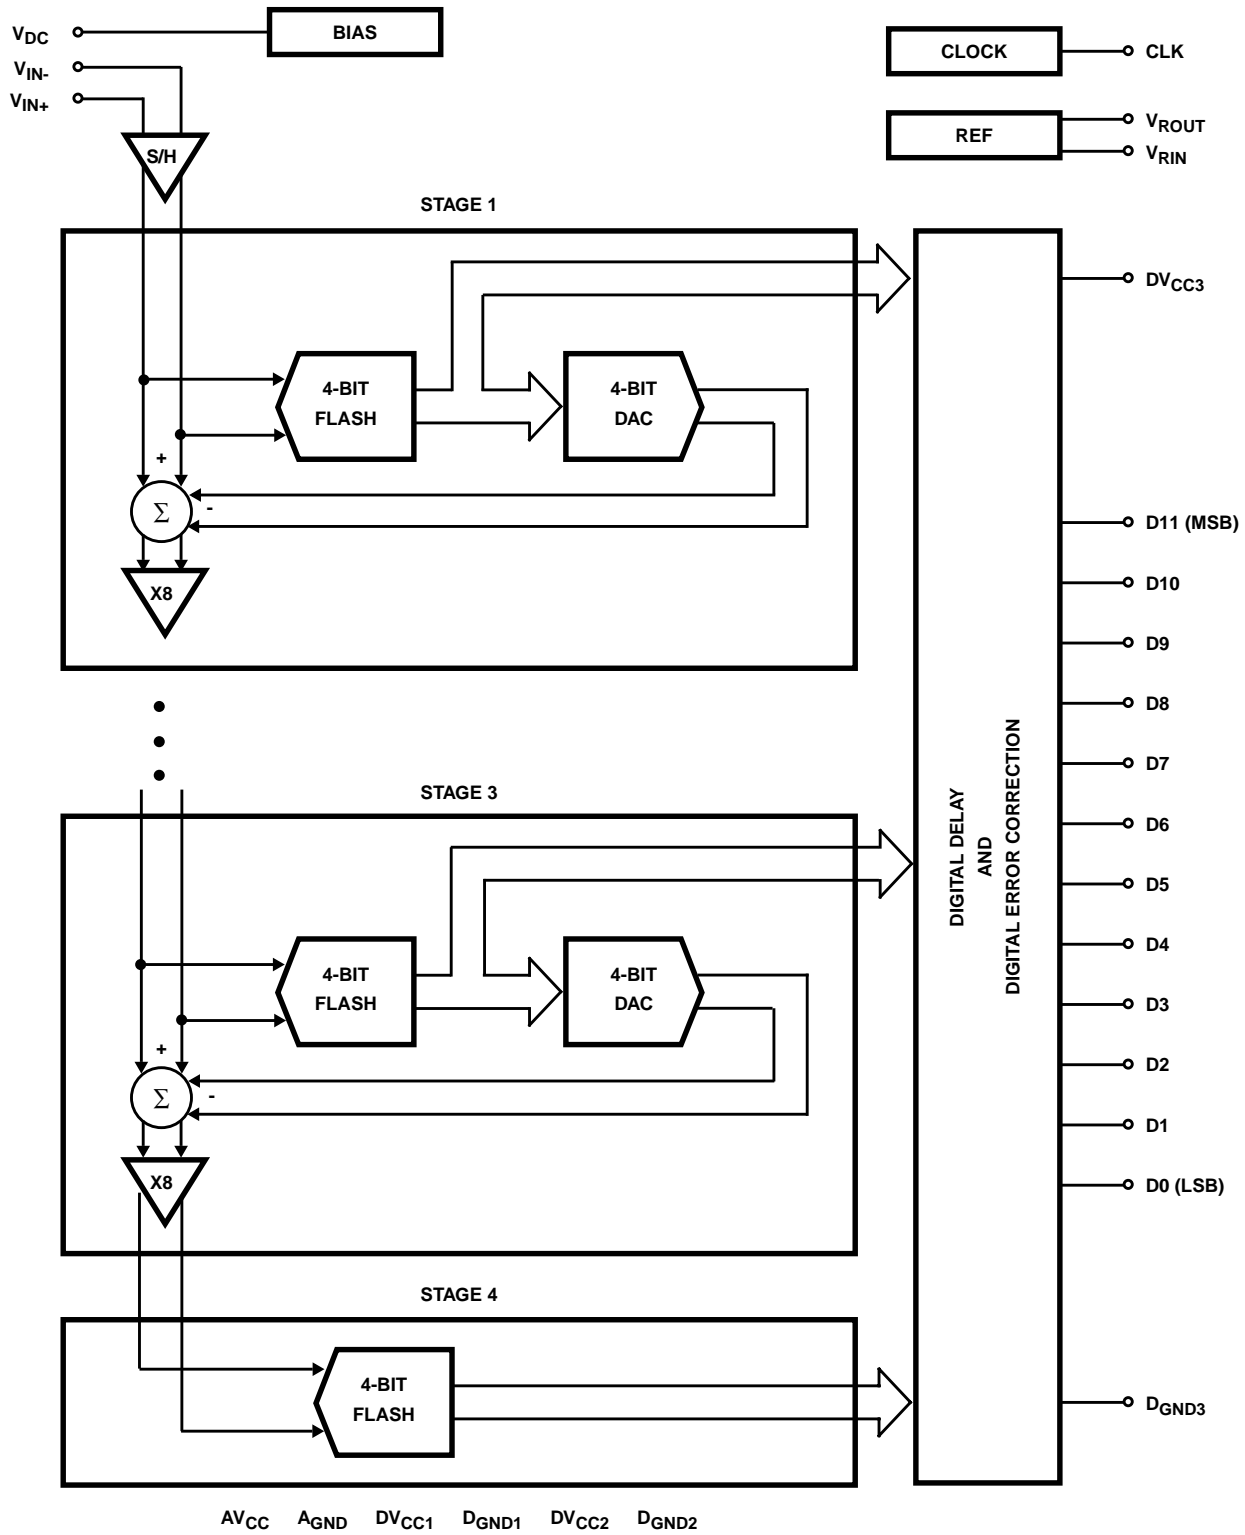 VDC
BIAS
VIN-
VIN+
CLOCK
CLK
REF
VROUT
VRIN
S/H
STAGE 1
4-BIT
FLASH
4-BIT
DAC
+
Σ
-
X8
STAGE 3
4-BIT
FLASH
4-BIT
DAC
+
Σ
-
X8
STAGE 4
4-BIT
FLASH
DIGITAL DELAY
AND
DIGITAL ERROR CORRECTION
DVCC3
D11 (MSB)
D10
D9
D8
D7
D6
D5
D4
D3
D2
D1
D0 (LSB)
DGND3
AVCC AGND DVCC1 DGND1 DVCC2 DGND2